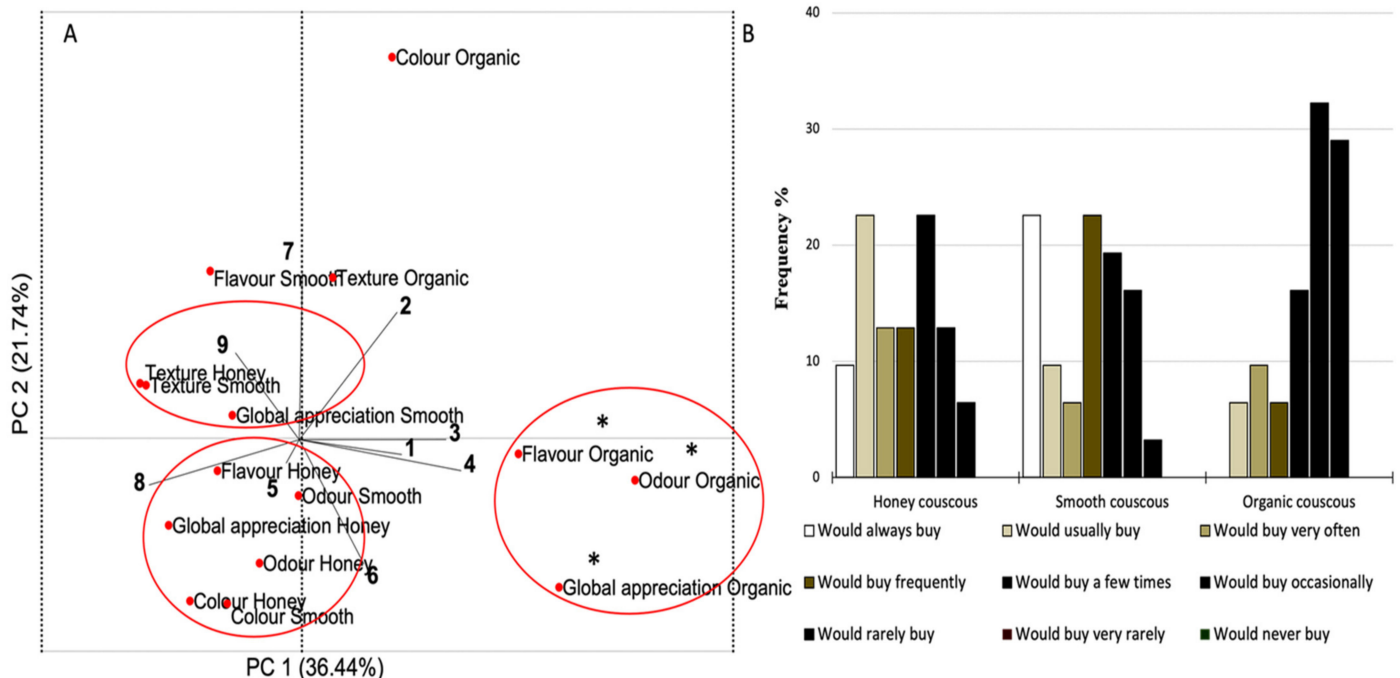 A
Colour Organic
7
Flavour Smooth
Texture Organic
2
9
Texture Honey
Texture Smooth
Global appreciation Smooth
3
1
4
Flavour Organic
*
*
Odour Organic
8
Flavour Honey
5
Odour Smooth
Global appreciation Honey
Odour Honey
6
*
Global appreciation Organic
Colour Honey
Colour Smooth
PC 2 (21.74%)
PC 1 (36.44%)
B
40
30
20
10
0
Frequency %
Honey couscous Smooth couscous Organic couscous
Would always buy Would usually buy Would buy very often
Would buy frequently Would buy a few times Would buy occasionally
Would rarely buy Would buy very rarely Would never buy